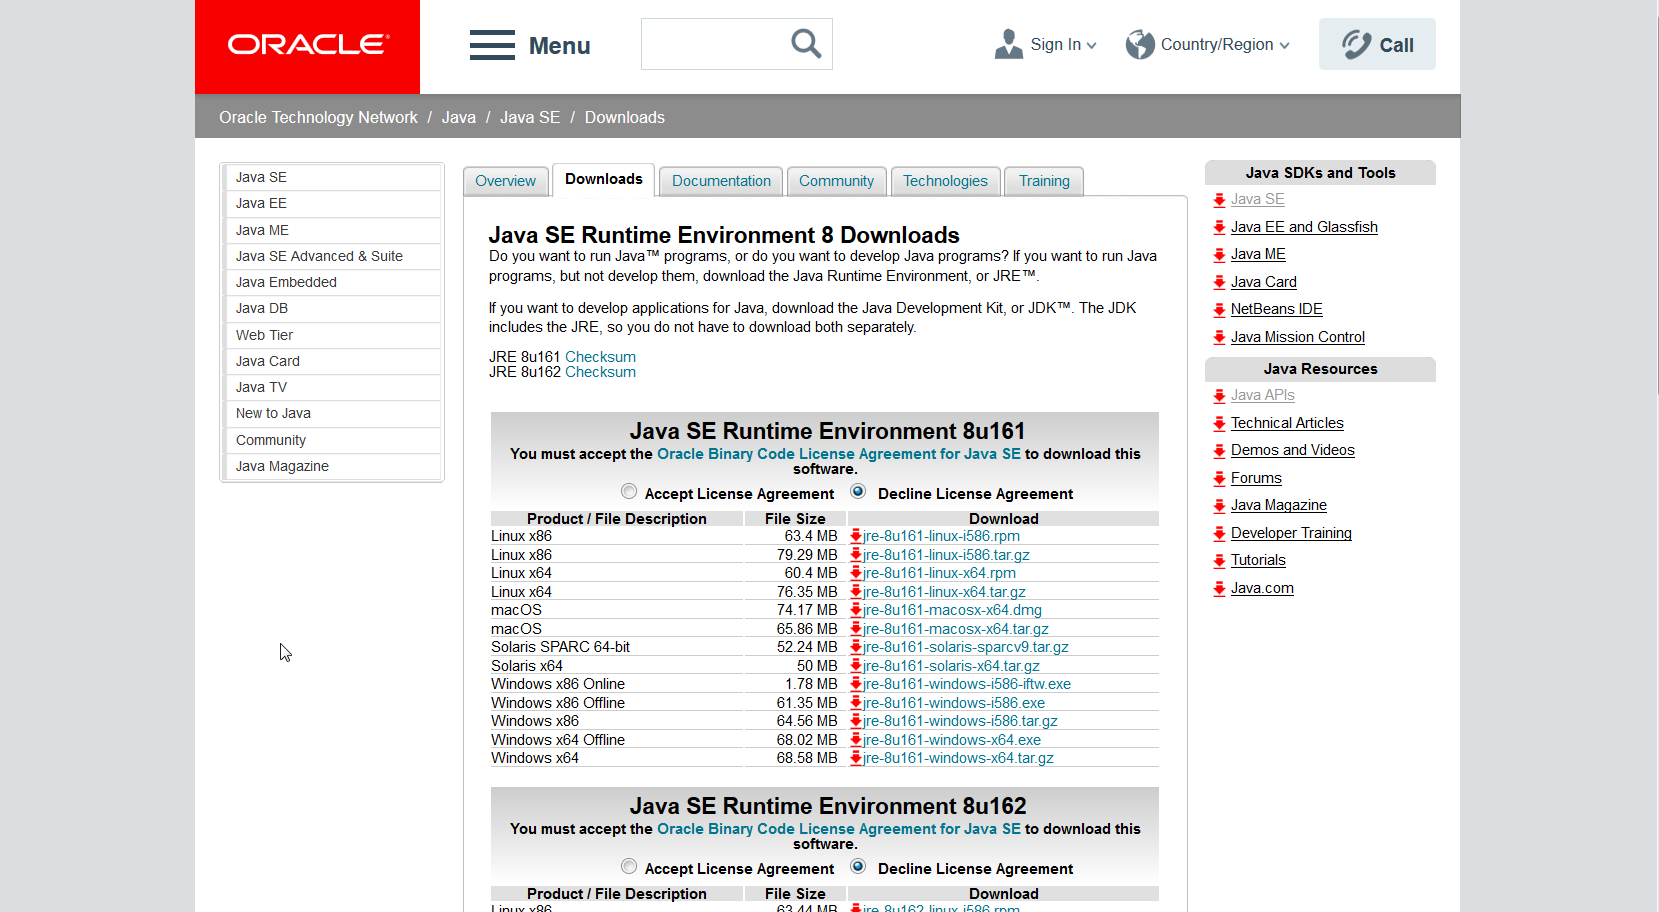 ORACLE
Menu
Sign In
Country/Region
Call
Oracle Technology Network / Java / Java SE / Downloads
Java SE
Java EE
Java ME
Java SE Advanced & Suite
Java Embedded
Java DB
Web Tier
Java Card
Java TV
New to Java
Community
Java Magazine
Overview
Downloads
Documentation
Community
Technologies
Training
Java SE Runtime Environment 8 Downloads
Do you want to run Java™ programs, or do you want to develop Java programs? If you want to run Java
programs, but not develop them, download the Java Runtime Environment, or JRE™.
If you want to develop applications for Java, download the Java Development Kit, or JDK™. The JDK
includes the JRE, so you do not have to download both separately.
JRE 8u161 Checksum
JRE 8u162 Checksum
Java SE Runtime Environment 8u161
You must accept the Oracle Binary Code License Agreement for Java SE to download this
software.
Accept License Agreement Decline License Agreement
Product / File Description File Size Download
Linux x86 63.4 MB jre-8u161-linux-i586.rpm
Linux x86 79.29 MB jre-8u161-linux-i586.tar.gz
Linux x64 60.4 MB jre-8u161-linux-x64.rpm
Linux x64 76.35 MB jre-8u161-linux-x64.tar.gz
macOS 74.17 MB jre-8u161-macosx-x64.dmg
macOS 65.86 MB jre-8u161-macosx-x64.tar.gz
Solaris SPARC 64-bit 52.24 MB jre-8u161-solaris-sparcv9.tar.gz
Solaris x64 50 MB jre-8u161-solaris-x64.tar.gz
Windows x86 Online 1.78 MB jre-8u161-windows-i586-iftw.exe
Windows x86 Offline 61.35 MB jre-8u161-windows-i586.exe
Windows x86 64.56 MB jre-8u161-windows-i586.tar.gz
Windows x64 Offline 68.02 MB jre-8u161-windows-x64.exe
Windows x64 68.58 MB jre-8u161-windows-x64.tar.gz
Java SE Runtime Environment 8u162
You must accept the Oracle Binary Code License Agreement for Java SE to download this
software.
Accept License Agreement Decline License Agreement
Product / File Description File Size Download
Linux x86 63.44 MB jre-8u162-linux-i586.rpm
Java SDKs and Tools
Java SE
Java EE and Glassfish
Java ME
Java Card
NetBeans IDE
Java Mission Control
Java Resources
Java APIs
Technical Articles
Demos and Videos
Forums
Java Magazine
Developer Training
Tutorials
Java.com